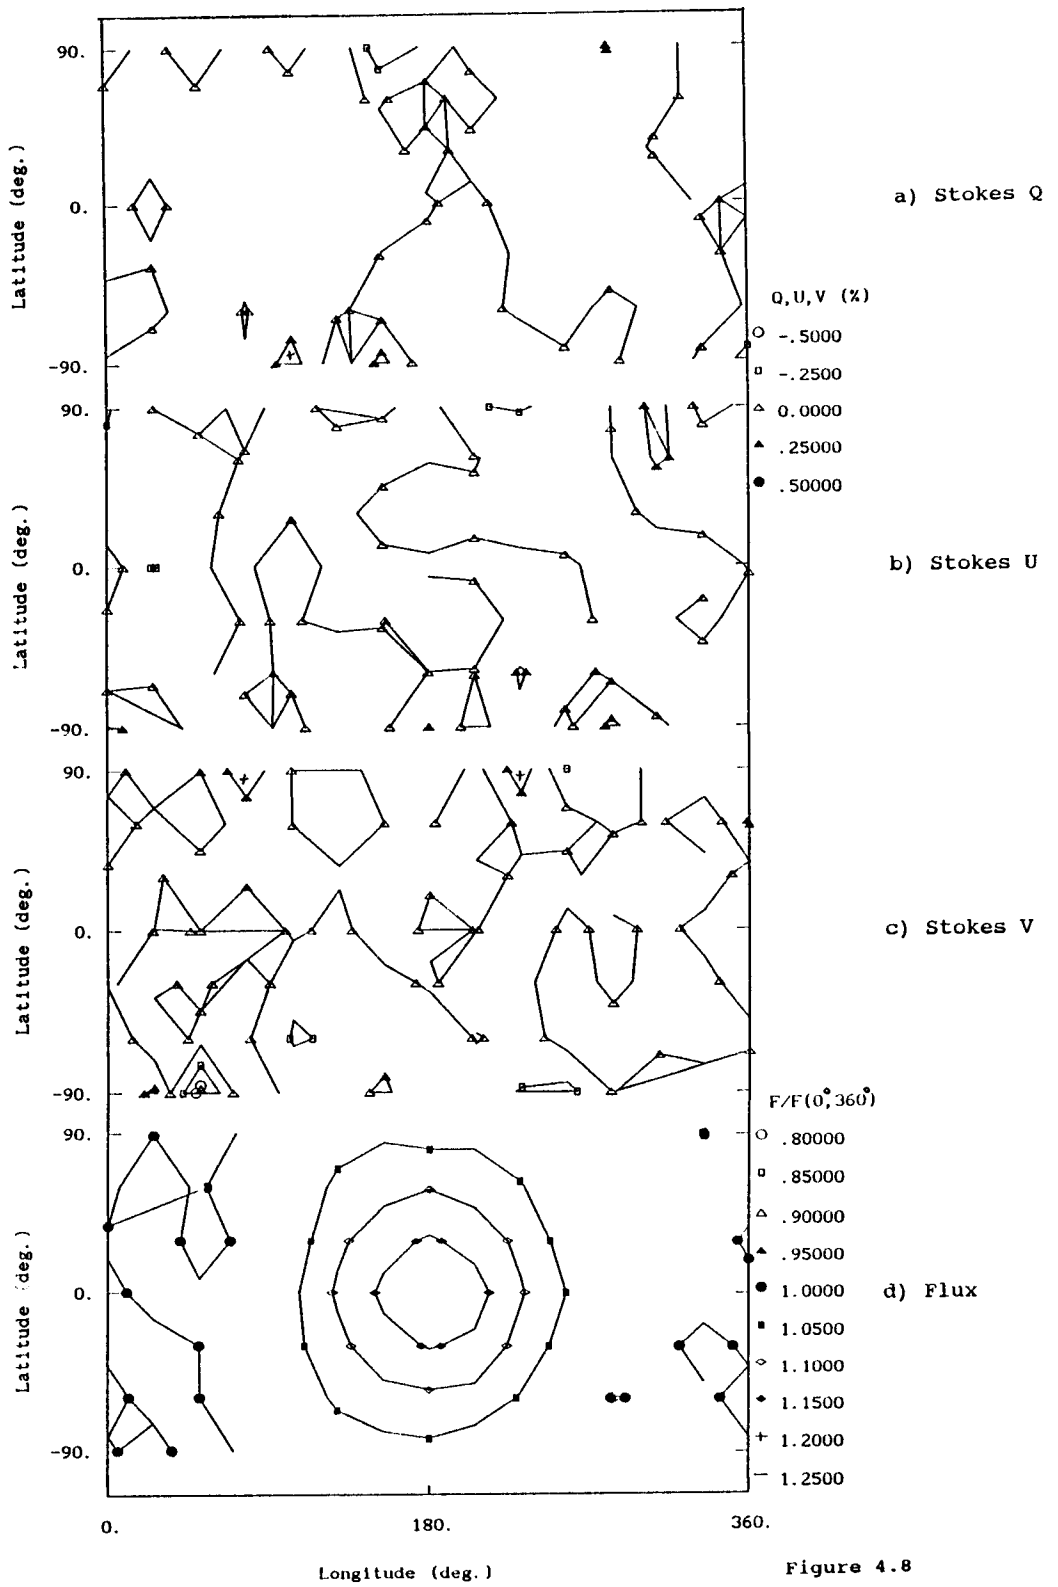 90.
0.
-90.
Latitude (deg.)
a) Stokes Q
Q,U,V (%)
-.5000
-.2500
0.0000
.25000
.50000
90.
0.
-90.
Latitude (deg.)
b) Stokes U
90.
0.
-90.
Latitude (deg.)
c) Stokes V
F/F(0°,360°)
.80000
.85000
.90000
.95000
1.0000
1.0500
1.1000
1.1500
1.2000
1.2500
90.
0.
-90.
Latitude (deg.)
d) Flux
0.
180.
360.
Longitude (deg.)
Figure 4.8